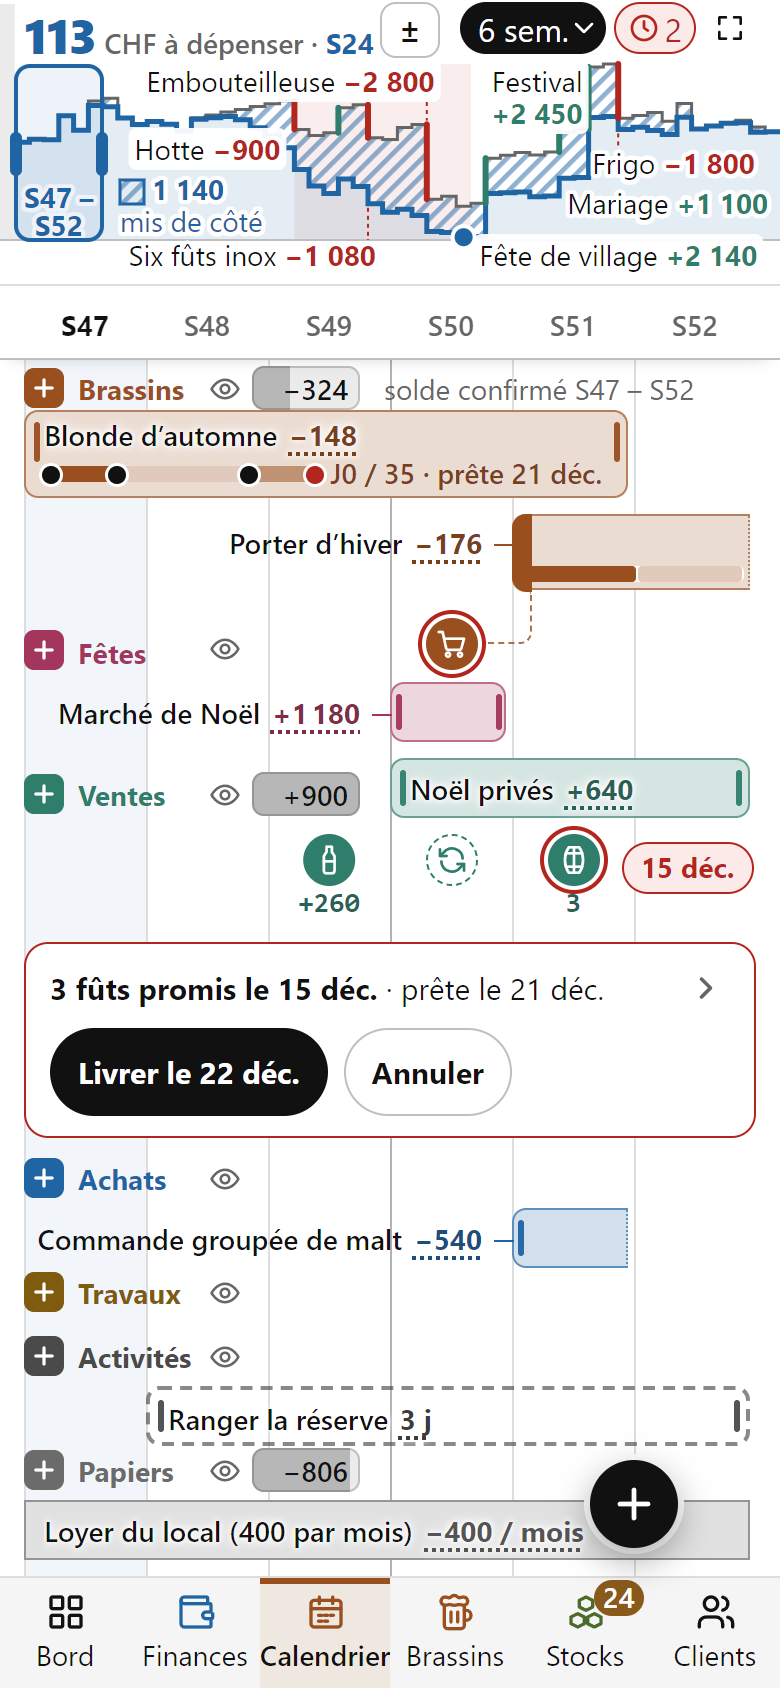 113 CHF à dépenser · S24 ± 6 sem. 2
Embouteilleuse −2 800
Festival
+2 450
Hotte −900
Frigo −1 800
S47 –
S52
1 140
mis de côté
Mariage +1 100
Six fûts inox −1 080
Fête de village +2 140
S47 S48 S49 S50 S51 S52
Brassins −324 solde confirmé S47 – S52
Blonde d’automne −148
J0 / 35 · prête 21 déc.
Porter d’hiver −176
Fêtes
Marché de Noël +1 180
Ventes +900 Noël privés +640
15 déc.
+260 3
3 fûts promis le 15 déc. · prête le 21 déc.
Livrer le 22 déc. Annuler
Achats
Commande groupée de malt −540
Travaux
Activités
Ranger la réserve 3 j
Papiers −806
Loyer du local (400 par mois) −400 / mois
24
Bord Finances Calendrier Brassins Stocks Clients